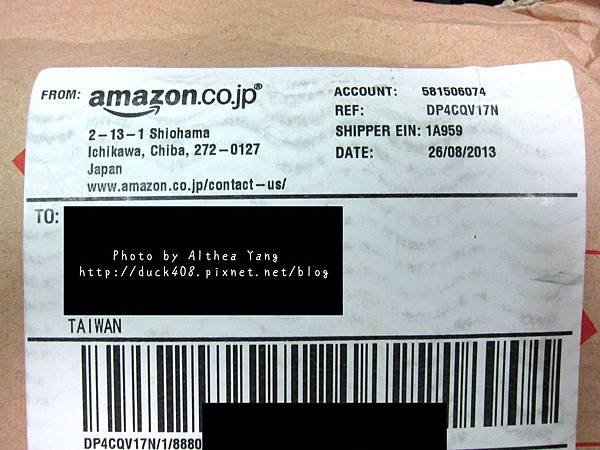 FROM: amazon.co.jp®
2-13-1 Shiohama
Ichikawa, Chiba, 272-0127
Japan
www.amazon.co.jp/contact-us/
ACCOUNT: 581506074
REF: DP4CQV17N
SHIPPER EIN: 1A959
DATE: 26/08/2013
TO:
Photo by Althea Yang
http://duck408.pixnet.net/blog
TAIWAN
DP4CQV17N/1/8880